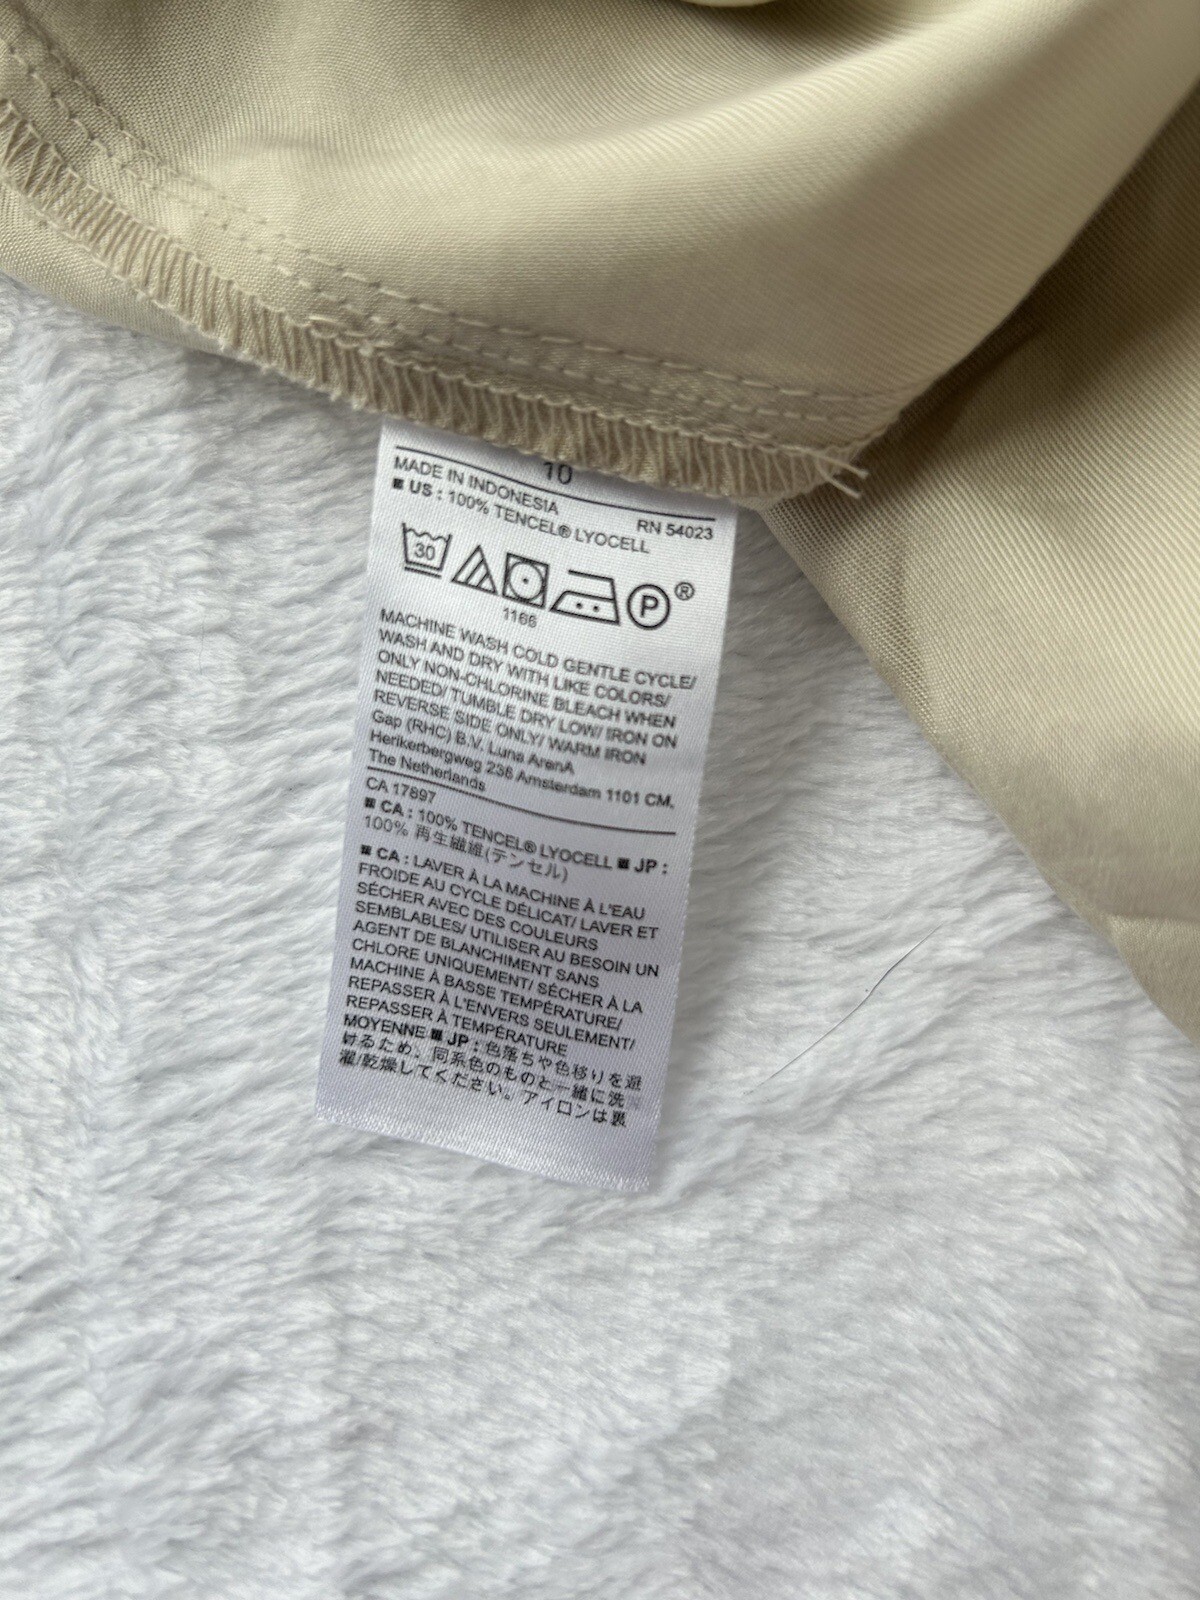 10
MADE IN INDONESIA
RN 54023
■ US : 100% TENCEL® LYOCELL
30
P®
1166
MACHINE WASH COLD GENTLE CYCLE/
WASH AND DRY WITH LIKE COLORS/
ONLY NON-CHLORINE BLEACH WHEN
NEEDED/ TUMBLE DRY LOW/ IRON ON
REVERSE SIDE ONLY/ WARM IRON
Gap (RHC) B.V. Luna ArenA
Herikerbergweg 238 Amsterdam 1101 CM,
The Netherlands
CA 17897
■ CA : 100% TENCEL® LYOCELL ■ JP :
100% 再生繊維(テンセル)
■ CA : LAVER À LA MACHINE À L'EAU
FROIDE AU CYCLE DÉLICAT/ LAVER ET
SÉCHER AVEC DES COULEURS
SEMBLABLES/ UTILISER AU BESOIN UN
AGENT DE BLANCHIMENT SANS
CHLORE UNIQUEMENT/ SÉCHER À LA
MACHINE À BASSE TEMPÉRATURE/
REPASSER À L'ENVERS SEULEMENT/
REPASSER À TEMPÉRATURE
MOYENNE ■ JP : 色落ちや色移りを避
けるため、同系色のものと一緒に洗
濯/乾燥してください。アイロンは裏